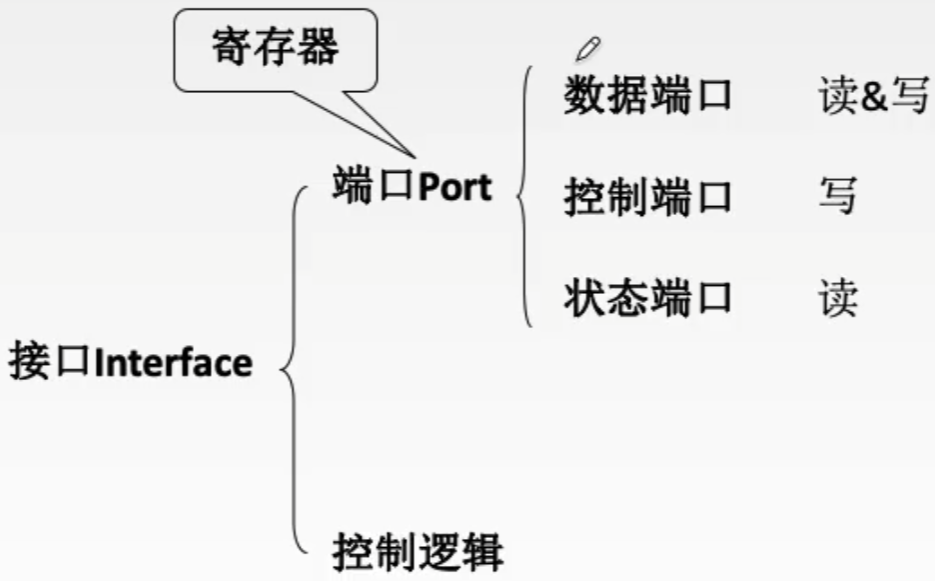 寄存器
数据端口 读&写
端口Port
控制端口 写
状态端口 读
接口Interface
控制逻辑